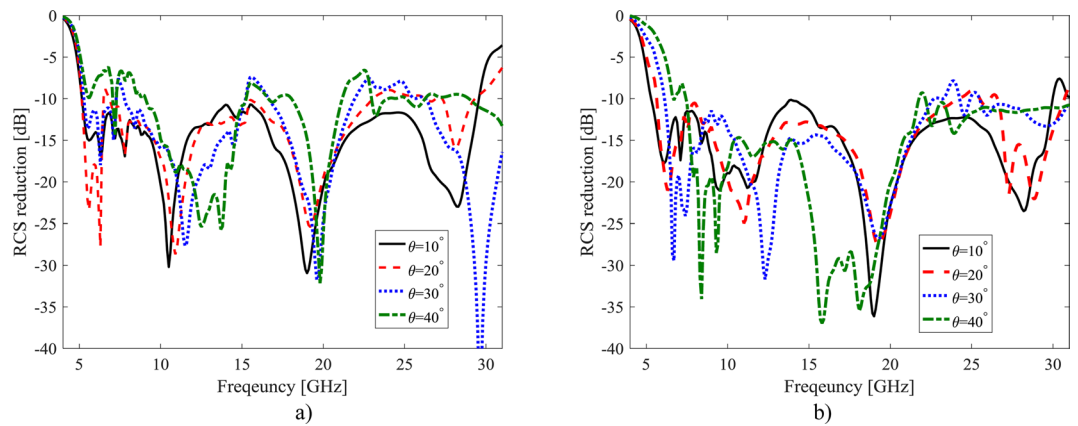 0
-5
-10
-15
-20
-25
-30
-35
-40
RCS reduction [dB]
5 10 15 20 25 30
Freqeuncy [GHz]
θ=10°
θ=20°
θ=30°
θ=40°
a)
0
-5
-10
-15
-20
-25
-30
-35
-40
RCS reduction [dB]
5 10 15 20 25 30
Freqeuncy [GHz]
θ=10°
θ=20°
θ=30°
θ=40°
b)